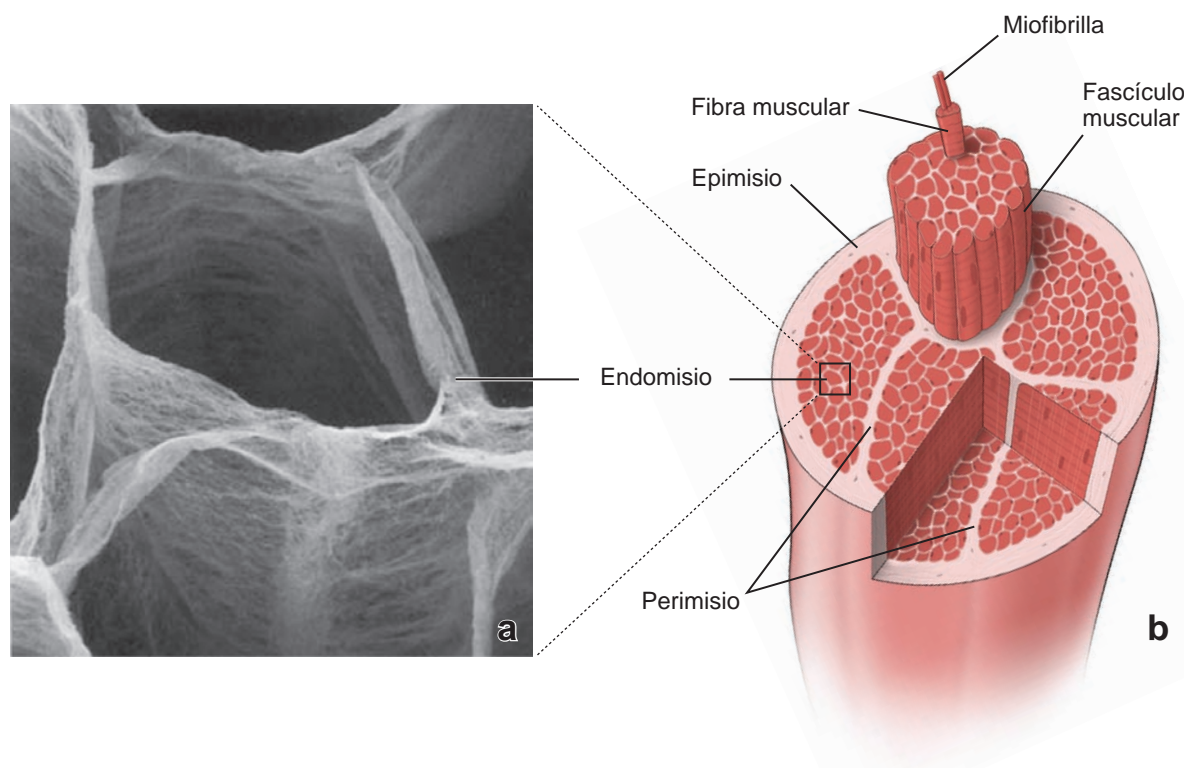 Miofibrilla
Fibra muscular
Fascículo
muscular
Epimisio
Endomisio
Perimisio
a
b